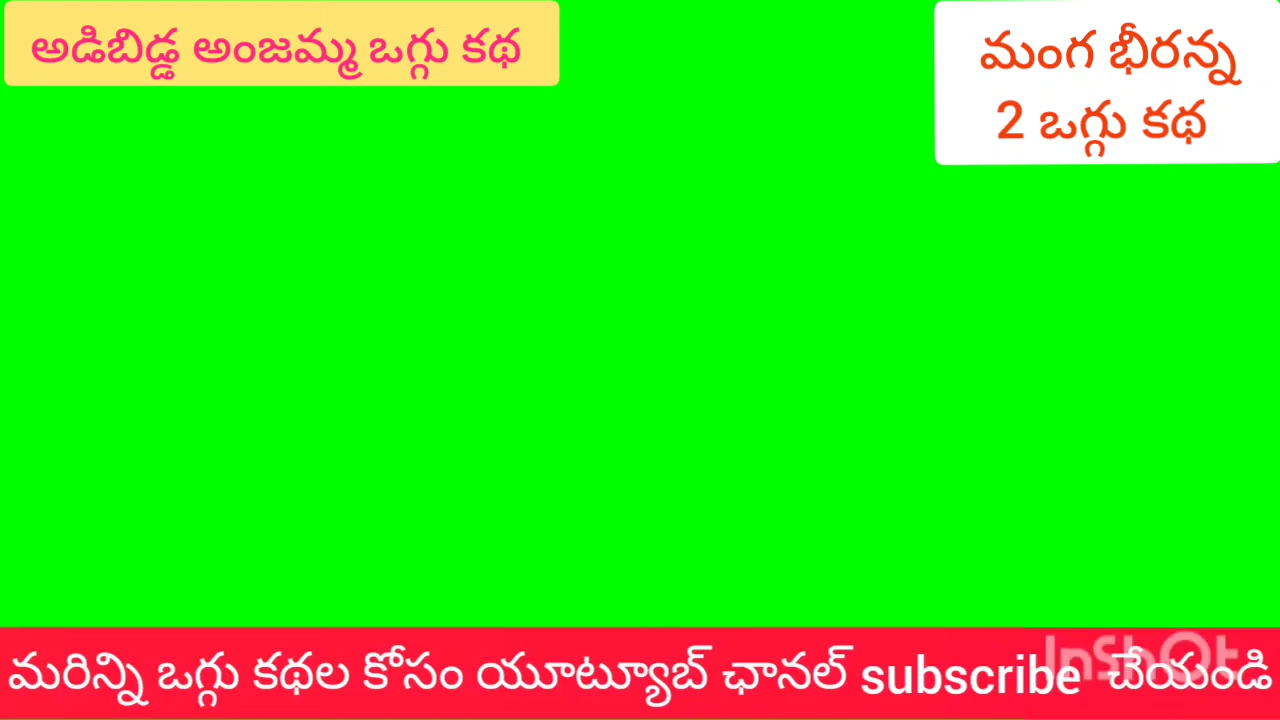 అడిబిడ్డ అంజమ్మ ఒగ్గు కథ
మంగ భీరన్న
2 ఒగ్గు కథ
మరిన్ని ఒగ్గు కథల కోసం యూట్యూబ్ ఛానల్ subscribe చేయండి
InShOt